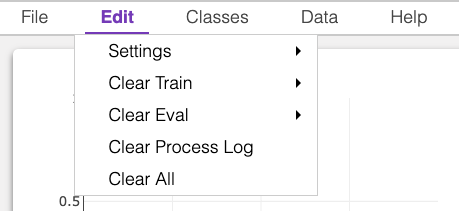 File Edit Classes Data Help
Settings
Clear Train
Clear Eval
Clear Process Log
Clear All
0.5